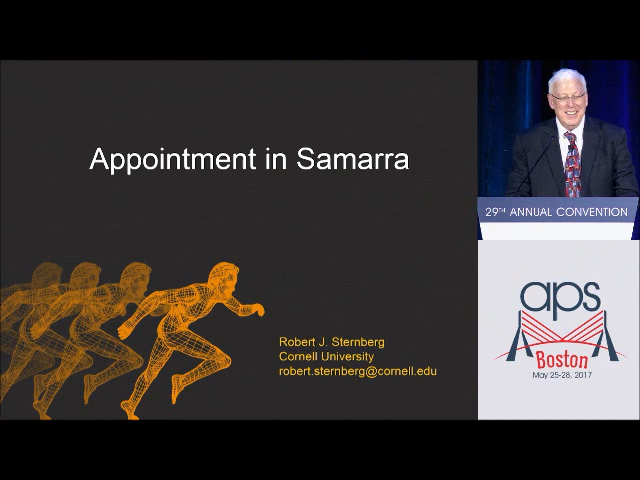 Appointment in Samarra
Robert J. Sternberg
Cornell University
robert.sternberg@cornell.edu
29TH ANNUAL CONVENTION
aps
Boston
May 25-28, 2017